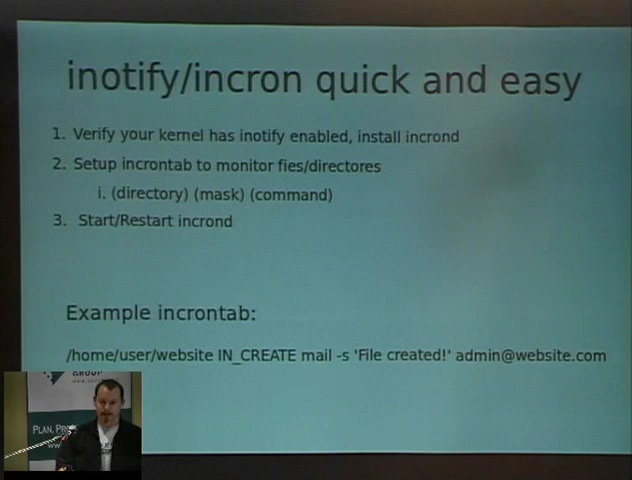 inotify/incron quick and easy
1. Verify your kernel has inotify enabled, install incrond
2. Setup incrontab to monitor fies/directores
i. (directory) (mask) (command)
3. Start/Restart incrond
Example incrontab:
/home/user/website IN_CREATE mail -s 'File created!' admin@website.com
GROUP
PLAN,